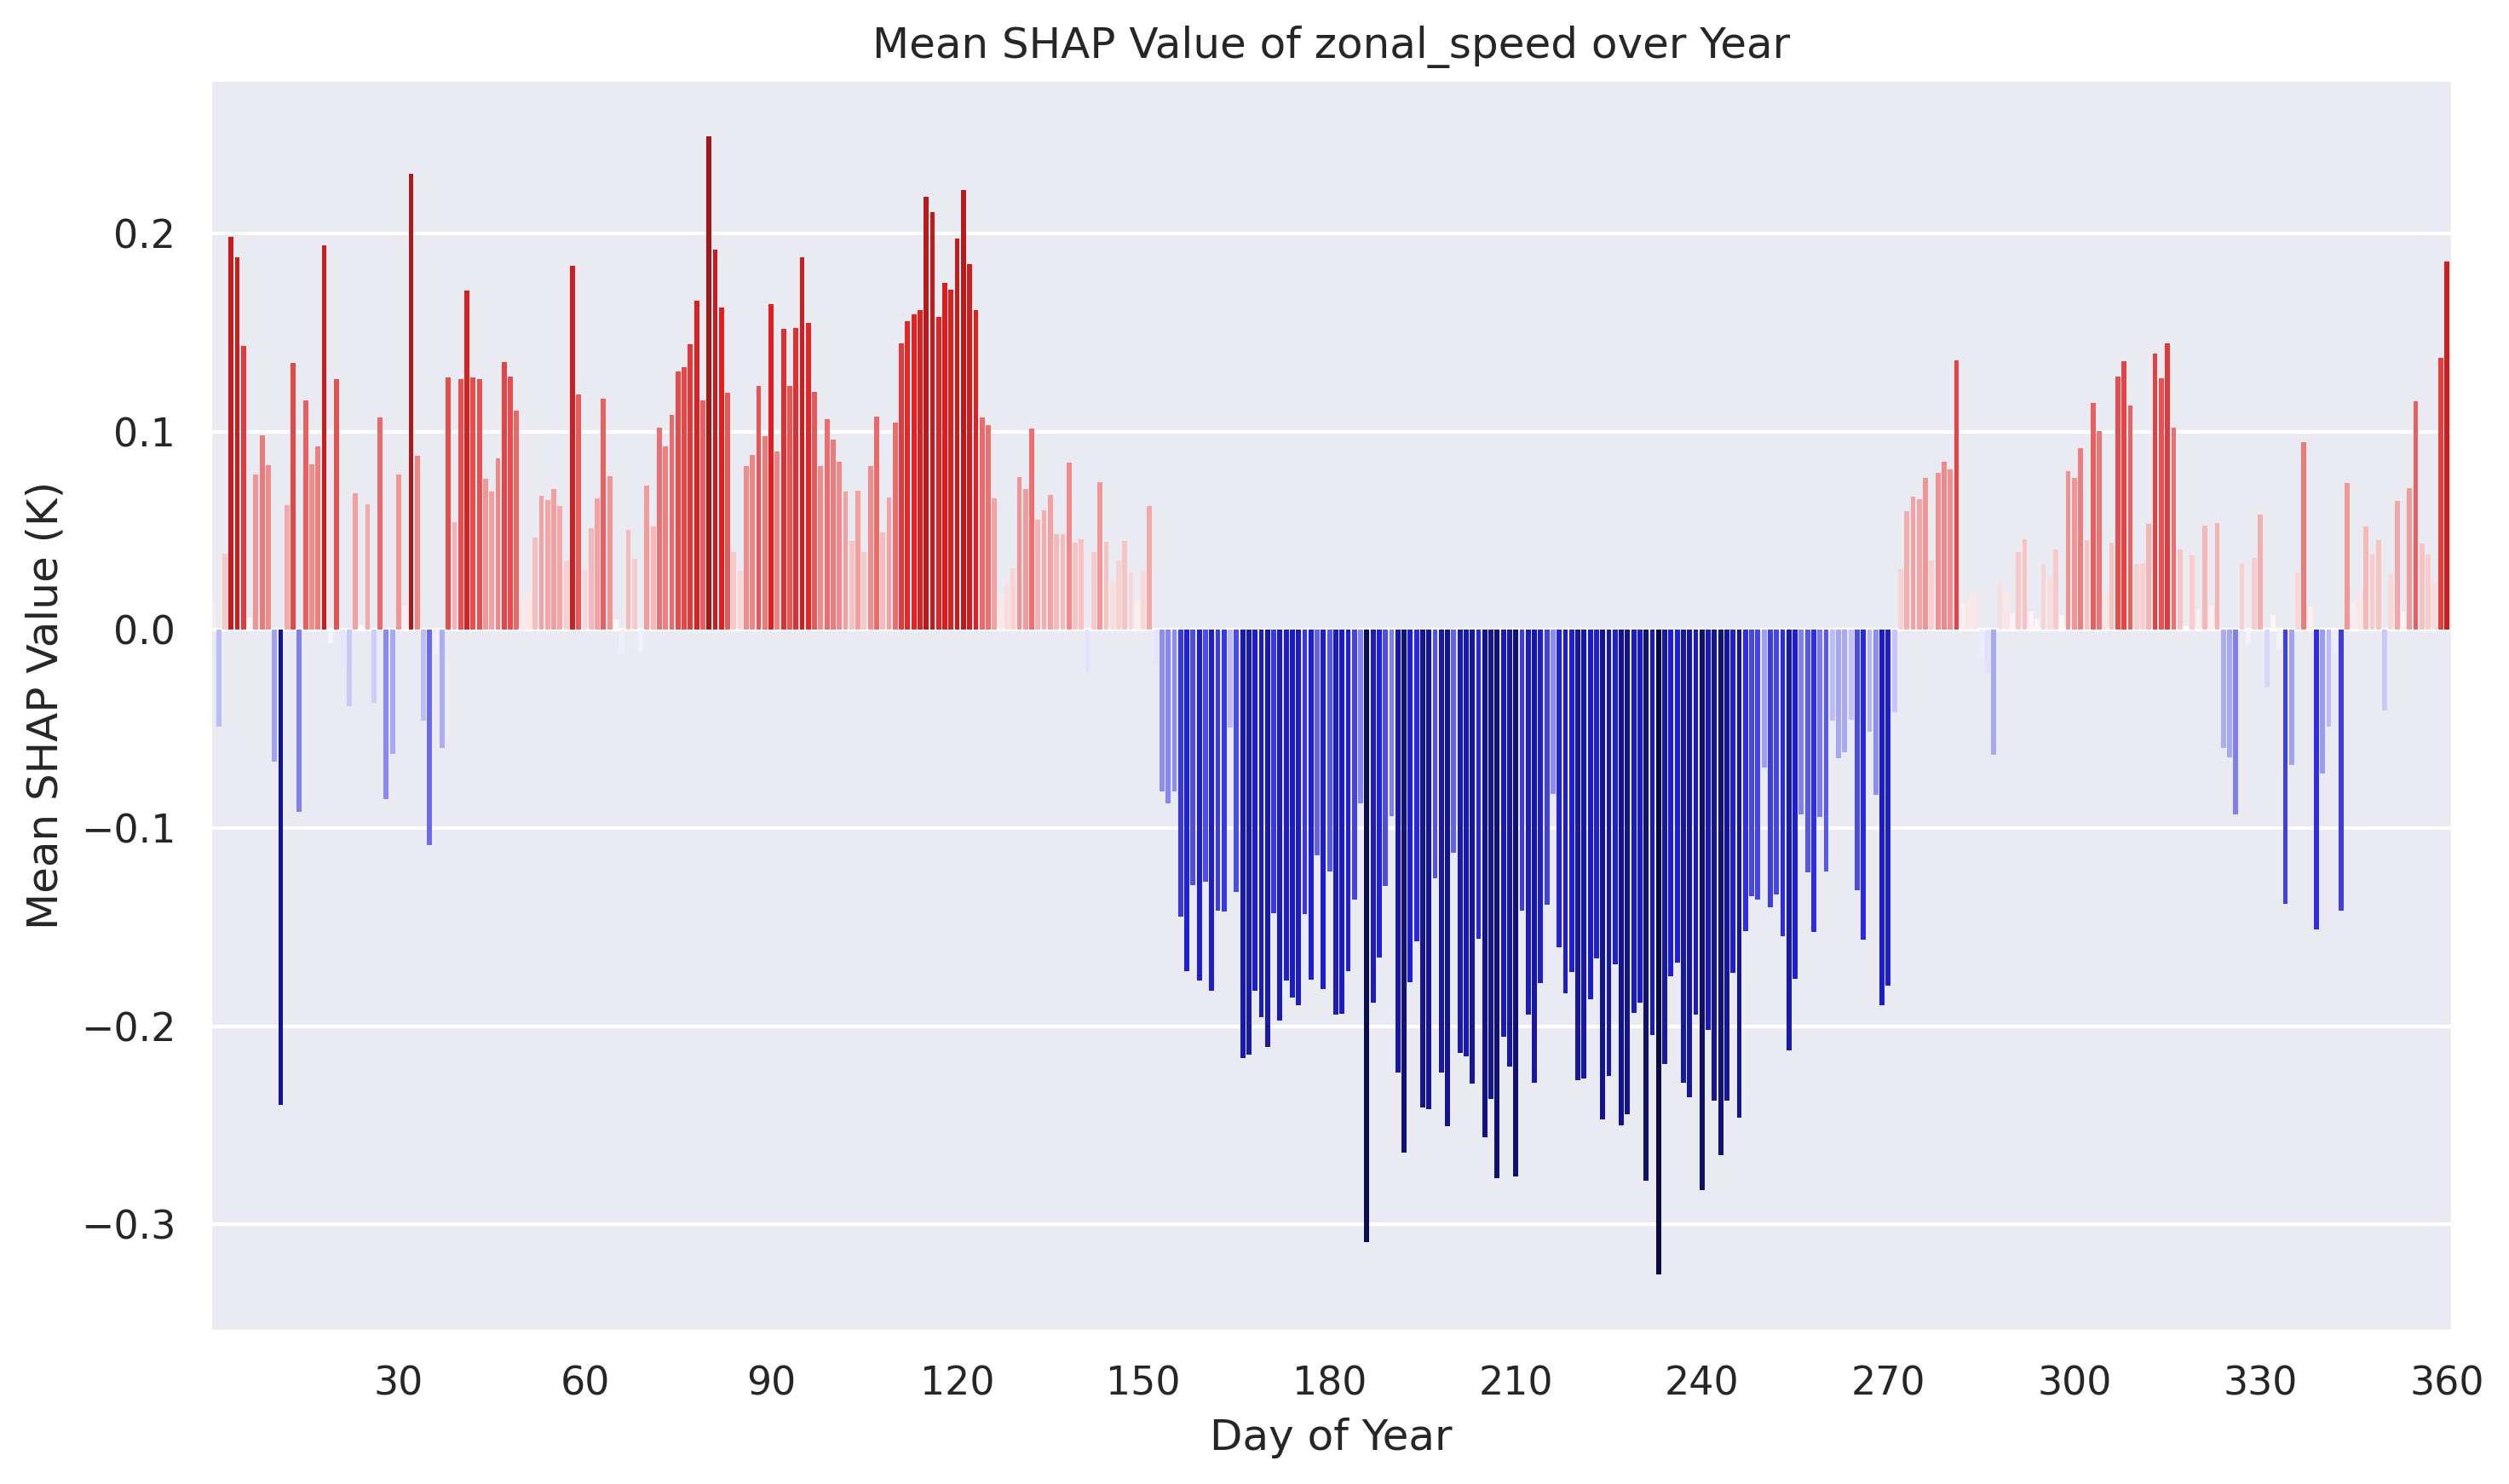 Mean SHAP Value of zonal_speed over Year
Mean SHAP Value (K)
0.2
0.1
0.0
−0.1
−0.2
−0.3
30 60 90 120 150 180 210 240 270 300 330 360
Day of Year